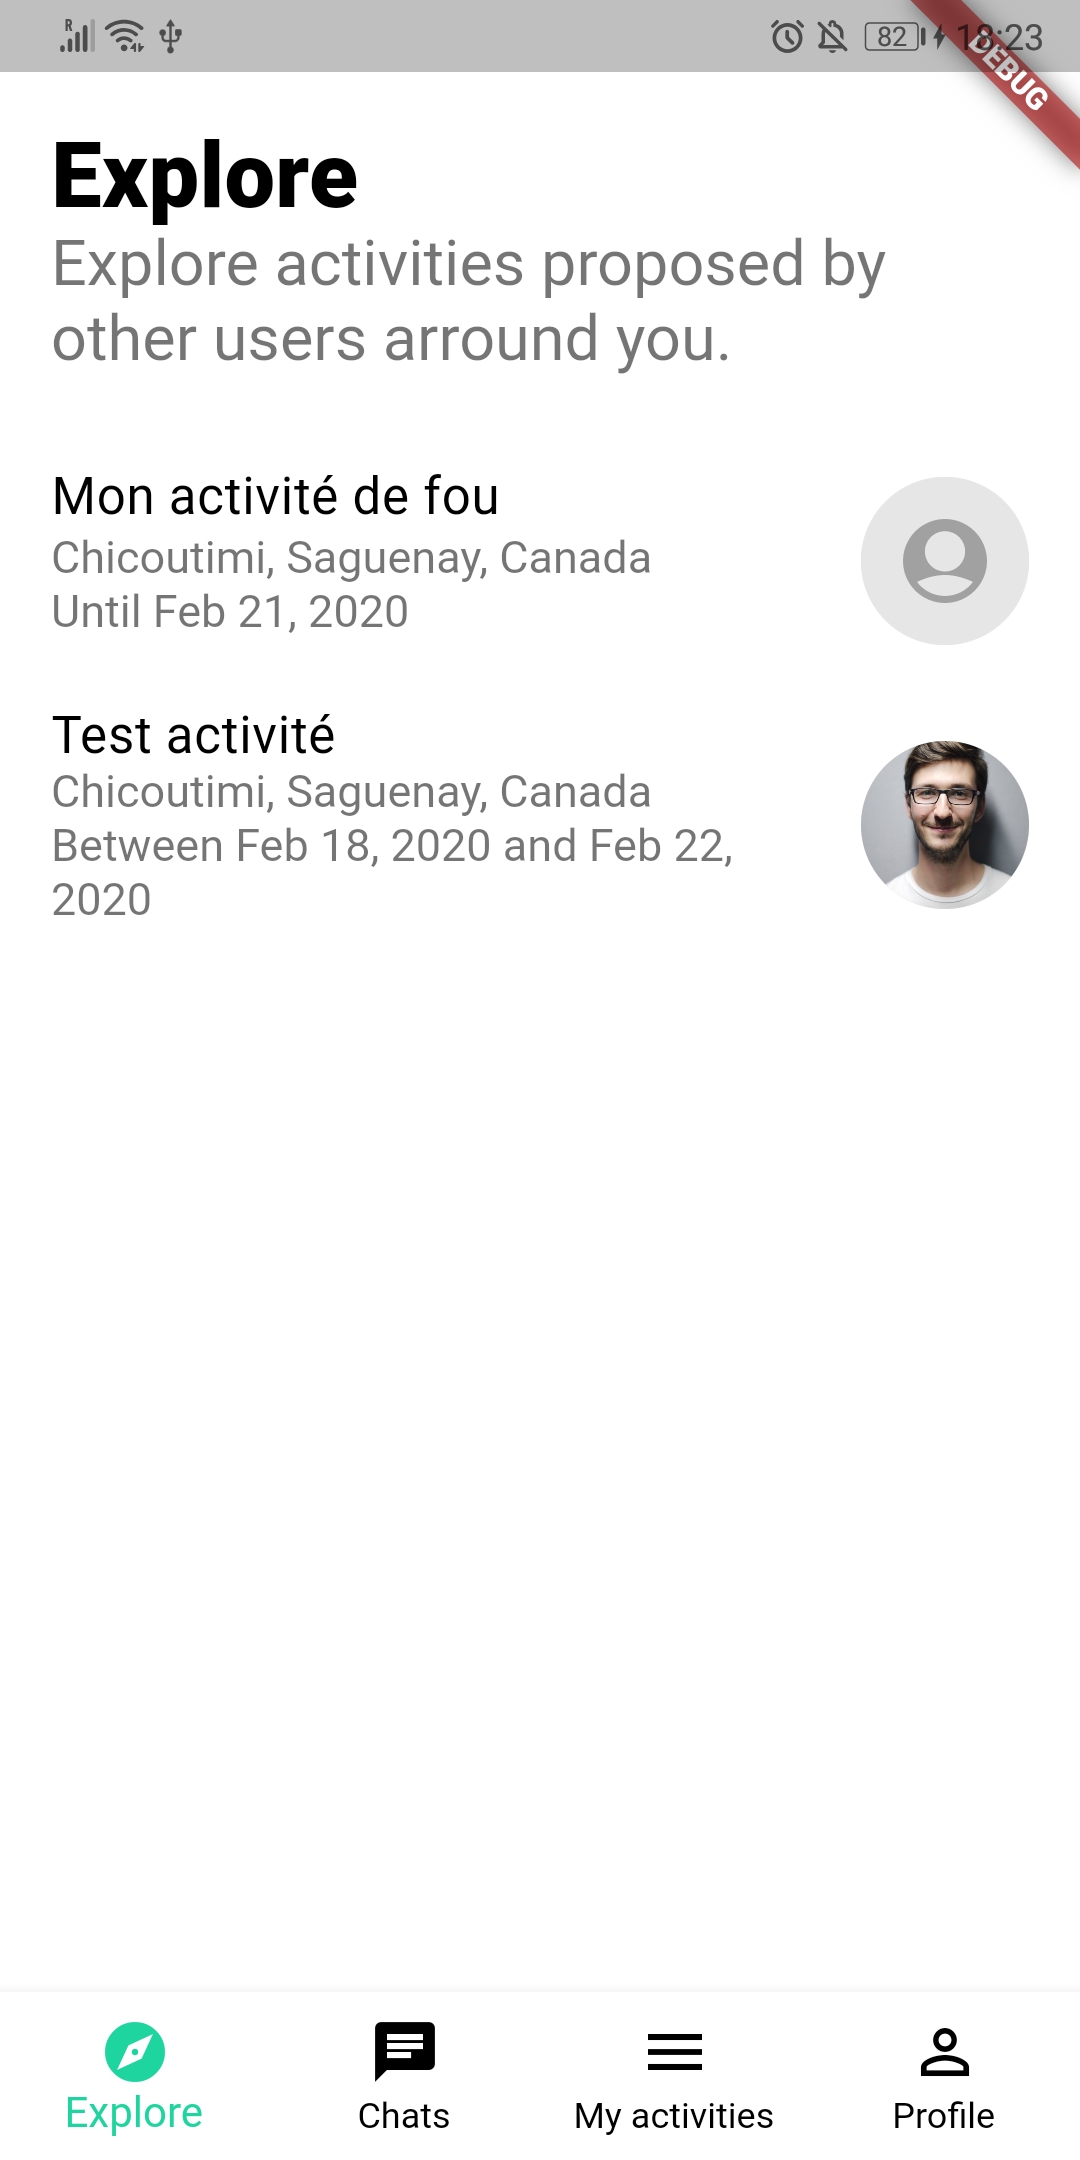 R
82
18:23
DEBUG
Explore
Explore activities proposed by
other users arround you.
Mon activité de fou
Chicoutimi, Saguenay, Canada
Until Feb 21, 2020
Test activité
Chicoutimi, Saguenay, Canada
Between Feb 18, 2020 and Feb 22,
2020
Explore
Chats
My activities
Profile